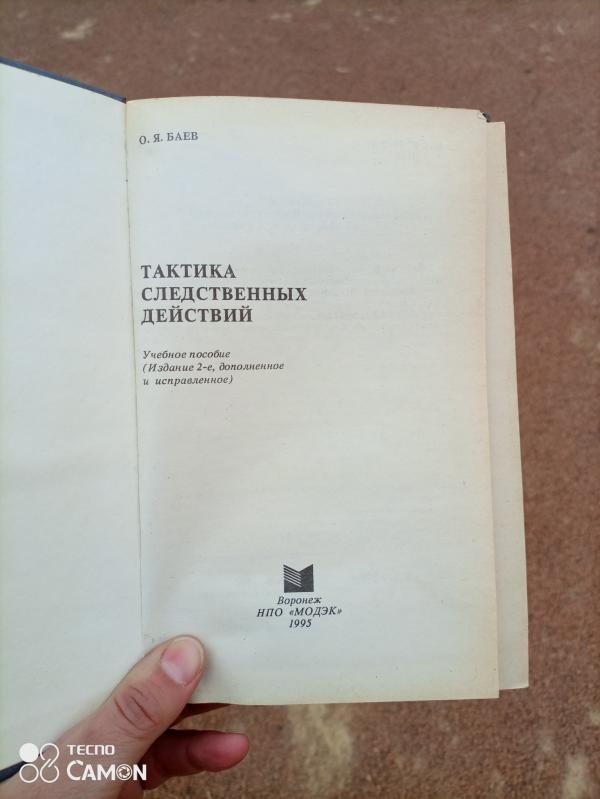 О. Я. БАЕВ
ТАКТИКА
СЛЕДСТВЕННЫХ
ДЕЙСТВИЙ
Учебное пособие
(Издание 2-е, дополненное
и исправленное)
Воронеж
НПО «МОДЭК»
1995
TECNO
CAMON